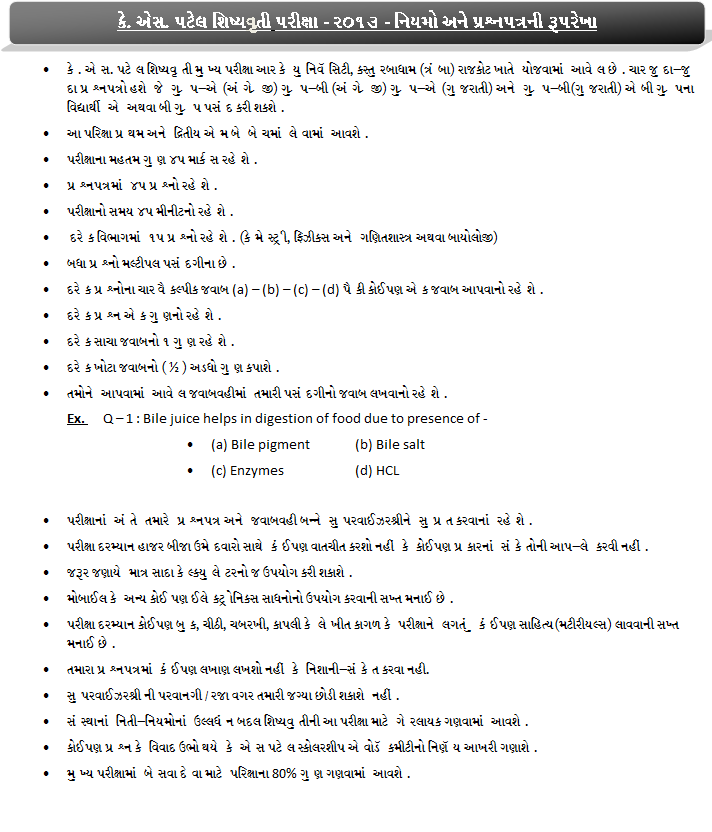 કે. એસ. પટેલ શિષ્યવૃતી પરીક્ષા - ૨૦૧૩ - નિયમો અને પ્રશ્નપત્રની રૂપરેખા
• કે . એ સ. પટે લ શિષ્યવૃ તી મુ ખ્ય પરીક્ષા આર કે યુ નિર્વ સિટી, કસ્તુ રબાધામ (ત્રં બા) રાજકોટ ખાતે યોજવામાં આવે લ છે . ચાર જુ દા–જુ
દા પ્ર શ્નપત્રો હશે જે ગ્રુ પ–એ (અં ગ્રે જી) ગ્રુ પ–બી (અં ગ્રે જી) ગ્રુ પ–એ (ગુ જરાતી) અને ગ્રુ પ–બી(ગુ જરાતી) એ બી ગ્રુ પના
વિદ્યાર્થી એ અથવા બી ગ્રુ પ પસં દ કરી શકશે .
• આ પરિક્ષા પ્ર થમ અને દ્રિતીય એ મ બે બે ચમાં લે વામાં આવશે .
• પરીક્ષાના મહતમ ગુ ણ ૪૫ માર્ક સ રહે શે .
• પ્ર શ્નપત્રમાં ૪૫ પ્ર શ્નો રહે શે .
• પરીક્ષાનો સમય ૪૫ મીનીટનો રહે શે .
• દરે ક વિભાગમાં ૧૫ પ્ર શ્નો રહે શે . (કે મે સ્ટ્ર ી, ફિઝીક્સ અને ગણિતશાસ્ત્ર અથવા બાયોલોજી)
• બધા પ્ર શ્નો મલ્ટીપલ પસં દગીના છે .
• દરે ક પ્ર શ્નોના ચાર વૈ કલ્પીક જવાબ (a) – (b) – (c) – (d) પૈ કી કોઈપણ એ ક જવાબ આપવાનો રહે શે .
• દરે ક પ્ર શ્ન એ ક ગુ ણનો રહે શે .
• દરે ક સાચા જવાબનો ૧ ગુ ણ રહે શે .
• દરે ક ખોટા જવાબનો ( ½ ) અડધો ગુ ણ કપાશે .
• તમોને આપવામાં આવે લ જવાબવહીમાં તમારી પસં દગીનો જવાબ લખવાનો રહે શે .
Ex. Q – 1 : Bile juice helps in digestion of food due to presence of -
• (a) Bile pigment (b) Bile salt
• (c) Enzymes (d) HCL
• પરીક્ષાનાં અં તે તમારે પ્ર શ્નપત્ર અને જવાબવહી બન્ને સુ પરવાઈઝરશ્રીને સુ પ્ર ત કરવાનાં રહે શે .
• પરીક્ષા દરમ્યાન હાજર બીજા ઉમે દવારો સાથે કં ઈપણ વાતચીત કરશો નહીં કે કોઈપણ પ્ર કારનાં સં કે તોની આપ–લે કરવી નહીં .
• જરૂર જણાયે માત્ર સાદા કે લ્ક્યુ લે ટરનો જ ઉપયોગ કરી શકાશે .
• મોબાઈલ કે અન્ય કોઈ પણ ઈલે ક્ટ્ર ોનિક્સ સાધનોનો ઉપયોગ કરવાની સખ્ત મનાઈ છે .
• પરીક્ષા દરમ્યાન કોઈપણ બુ ક, ચીઠી, ચબરખી, કાપલી કે લે ખીત કાગળ કે પરીક્ષાને લગતું કં ઈપણ સાહિત્ય(મટીરીયલ્સ) લાવવાની સખ્ત
મનાઈ છે .
• તમારા પ્ર શ્નપત્રમાં કં ઈપણ લખાણ લખશો નહીં કે નિશાની–સં કે ત કરવા નહી.
• સુ પરવાઈઝરશ્રી ની પરવાનગી / રજા વગર તમારી જગ્યા છોડી શકાશે નહીં .
• સં સ્થાનાં નિતી–નિયમોનાં ઉલ્લધં ન બદલ શિષ્યવુ તીની આ પરીક્ષા માટે ગે રલાયક ગણવામાં આવશે .
• કોઈપણ પ્ર શ્ન કે વિવાદ ઉભો થયે કે એ સ પટે લ સ્કોલરશીપ એ વોર્ડ કમીટીનો નિર્ણ ય આખરી ગણાશે .
• મુ ખ્ય પરીક્ષામાં બે સવા દે વા માટે પરિક્ષાના 80% ગુ ણ ગણવામાં આવશે .